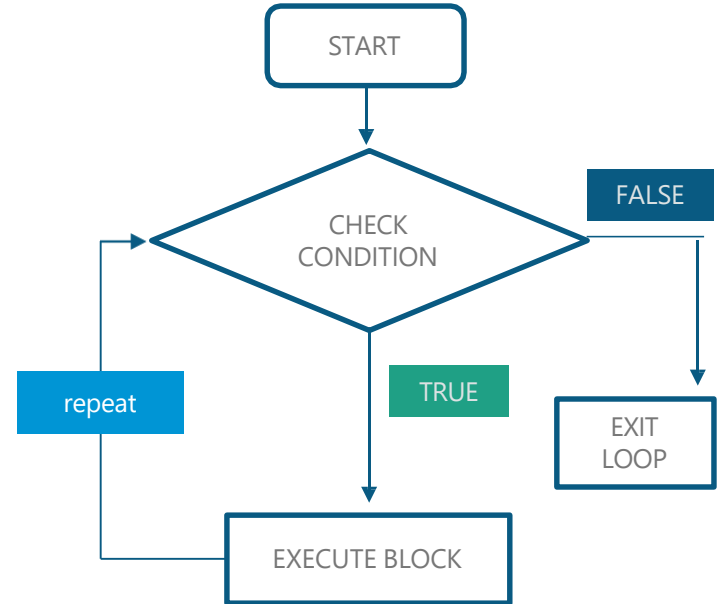 START
FALSE
CHECK
CONDITION
TRUE
repeat
EXIT
LOOP
EXECUTE BLOCK